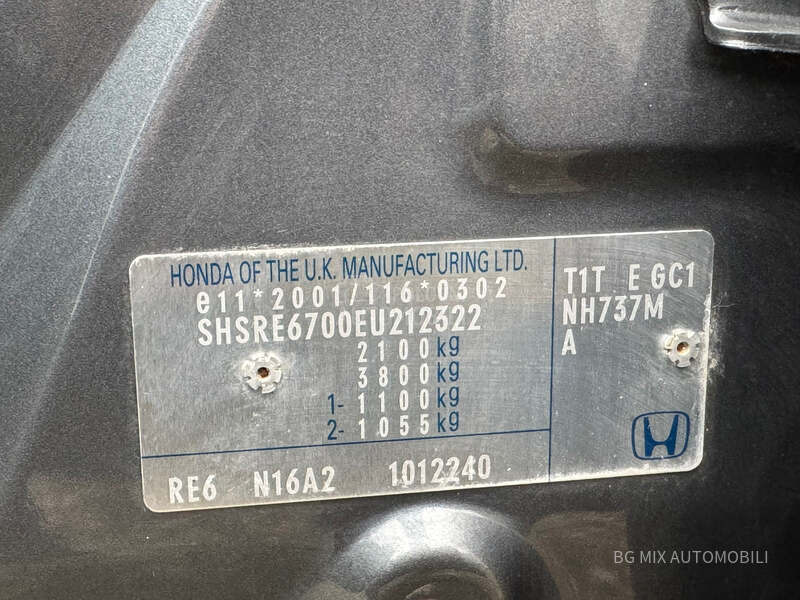 HONDA OF THE U.K. MANUFACTURING LTD.
e11*2001/116*0302
SHSRE6700EU212322
2100kg
3800kg
1- 1100kg
2- 1055kg
RE6 N16A2 1012240
T1T E GC1
NH737M
A
BG MIX AUTOMOBILI